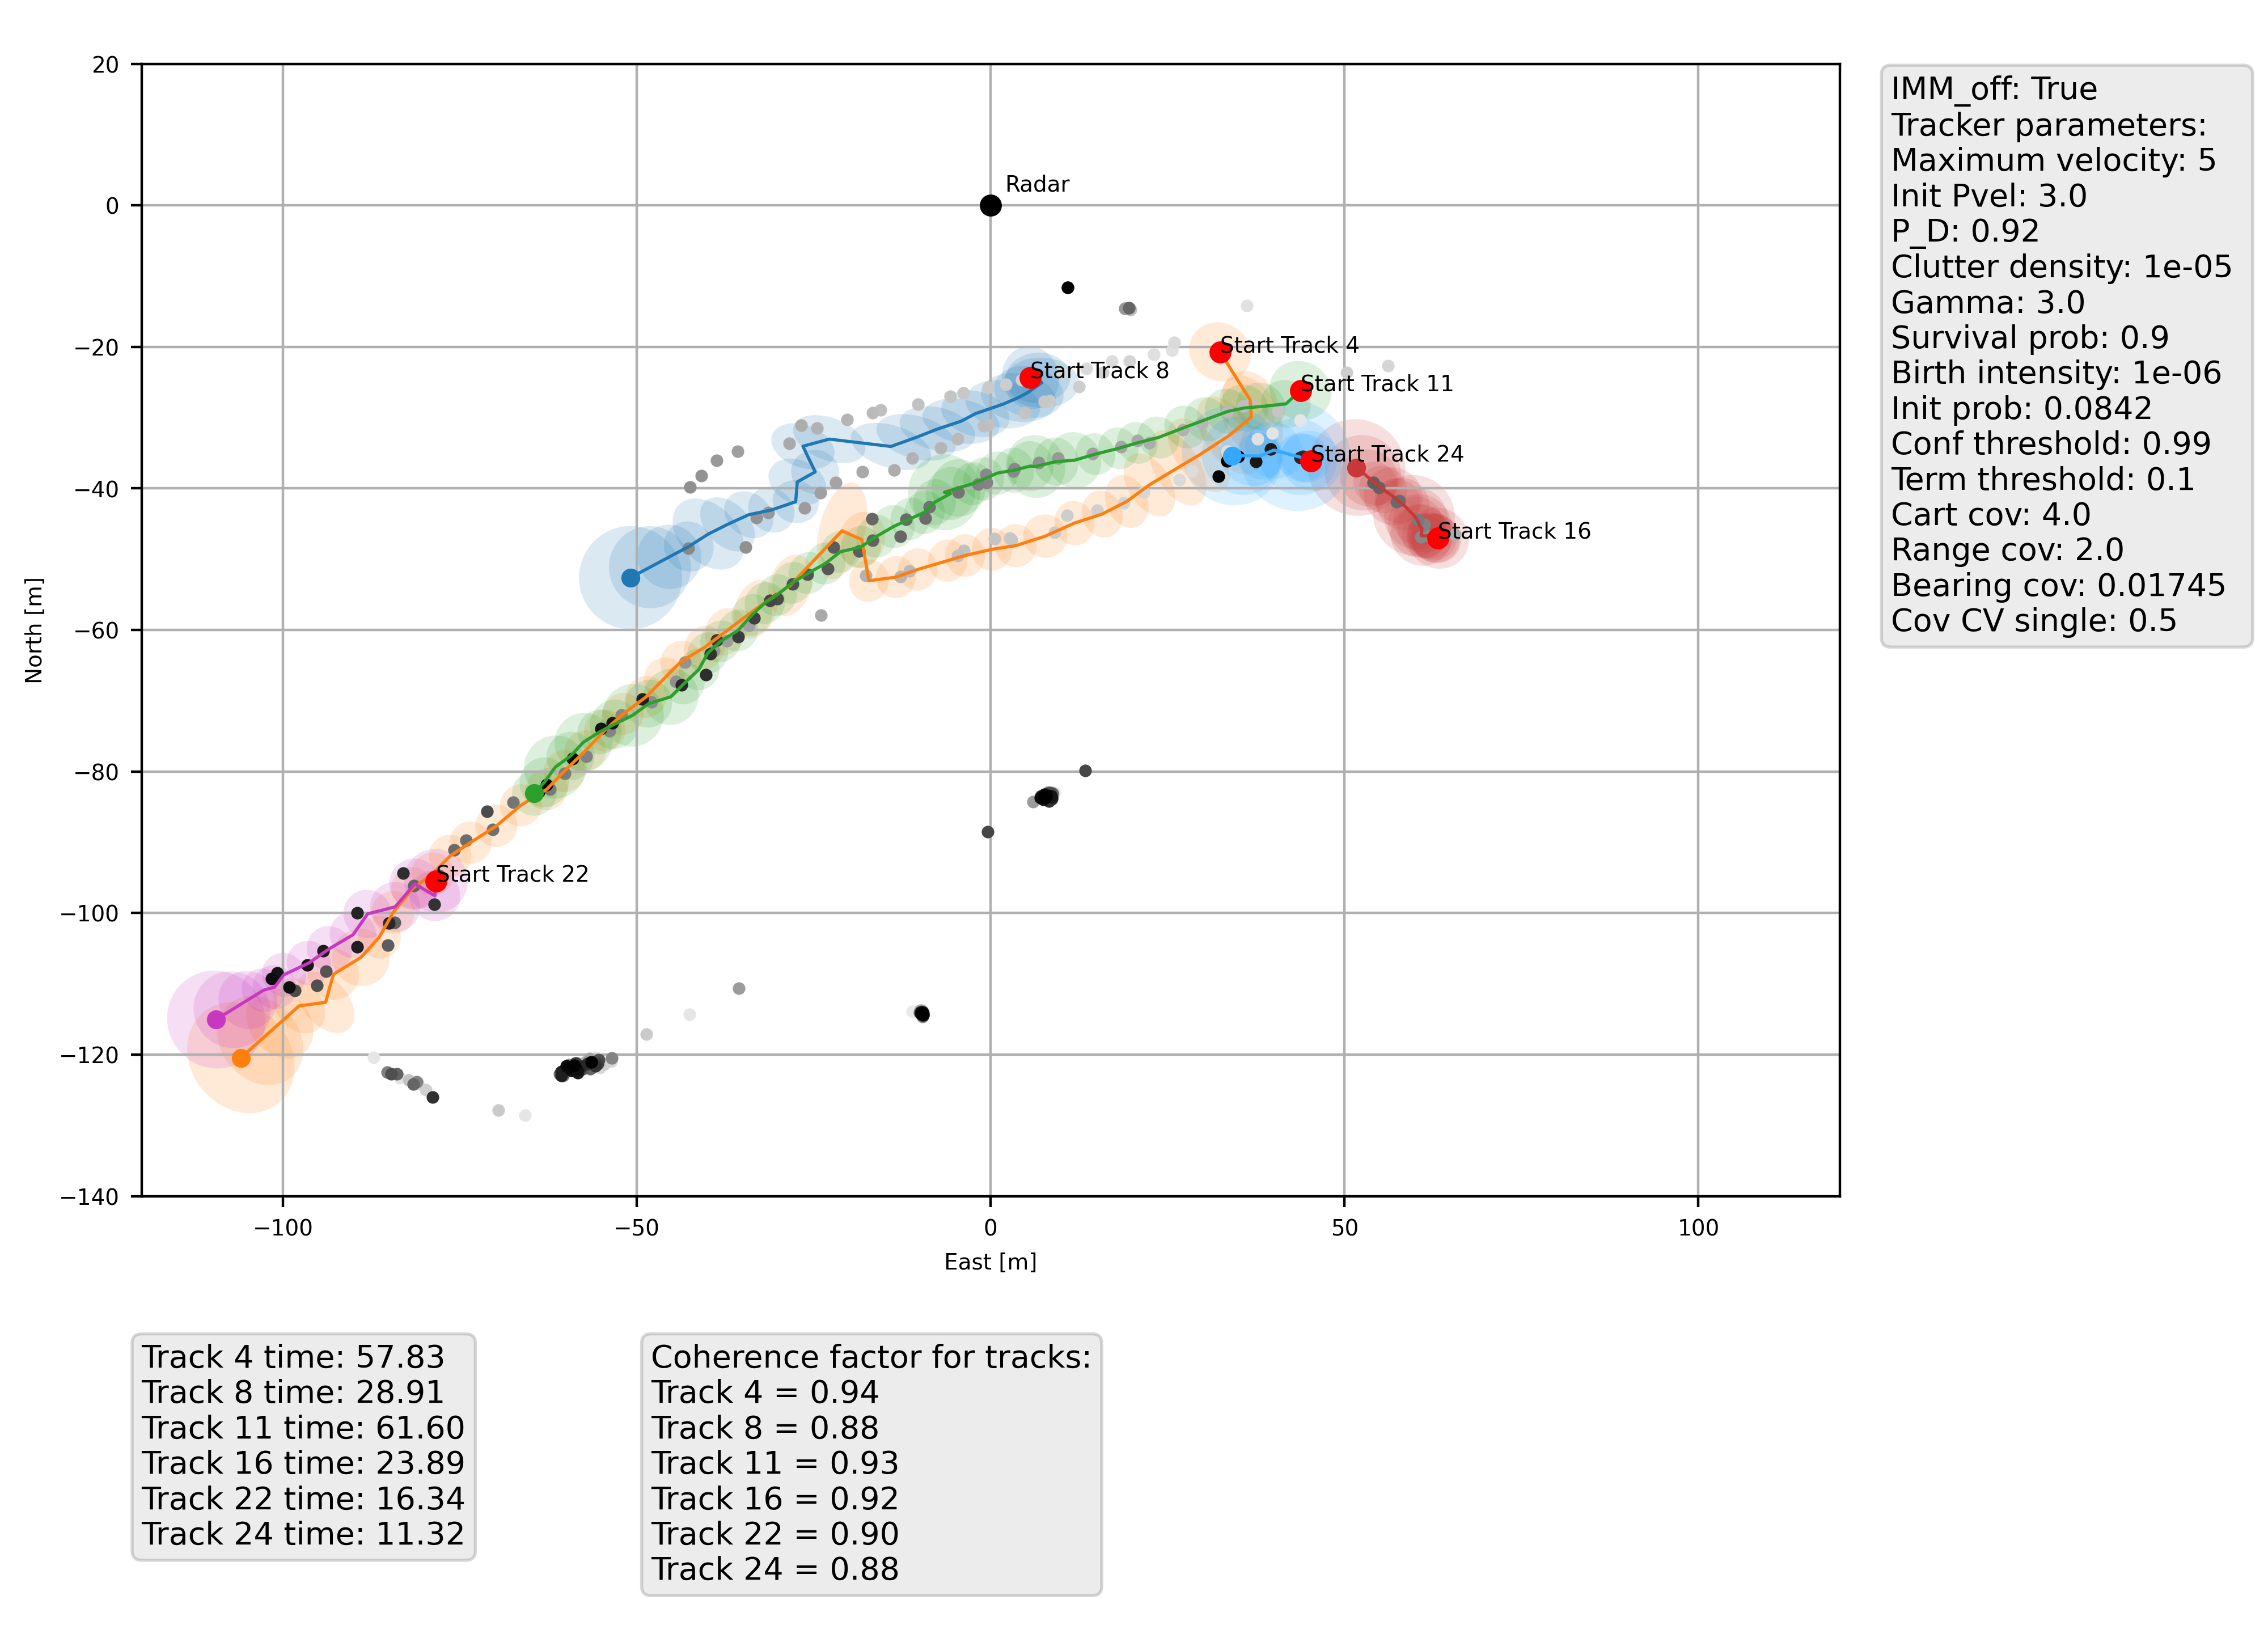 20
0
−20
−40
−60
−80
−100
−120
−140
North [m]
−100
−50
0
50
100
East [m]
Radar
Start Track 4
Start Track 8
Start Track 11
Start Track 24
Start Track 16
Start Track 22
IMM_off: True
Tracker parameters:
Maximum velocity: 5
Init Pvel: 3.0
P_D: 0.92
Clutter density: 1e-05
Gamma: 3.0
Survival prob: 0.9
Birth intensity: 1e-06
Init prob: 0.0842
Conf threshold: 0.99
Term threshold: 0.1
Cart cov: 4.0
Range cov: 2.0
Bearing cov: 0.01745
Cov CV single: 0.5
Track 4 time: 57.83
Track 8 time: 28.91
Track 11 time: 61.60
Track 16 time: 23.89
Track 22 time: 16.34
Track 24 time: 11.32
Coherence factor for tracks:
Track 4 = 0.94
Track 8 = 0.88
Track 11 = 0.93
Track 16 = 0.92
Track 22 = 0.90
Track 24 = 0.88